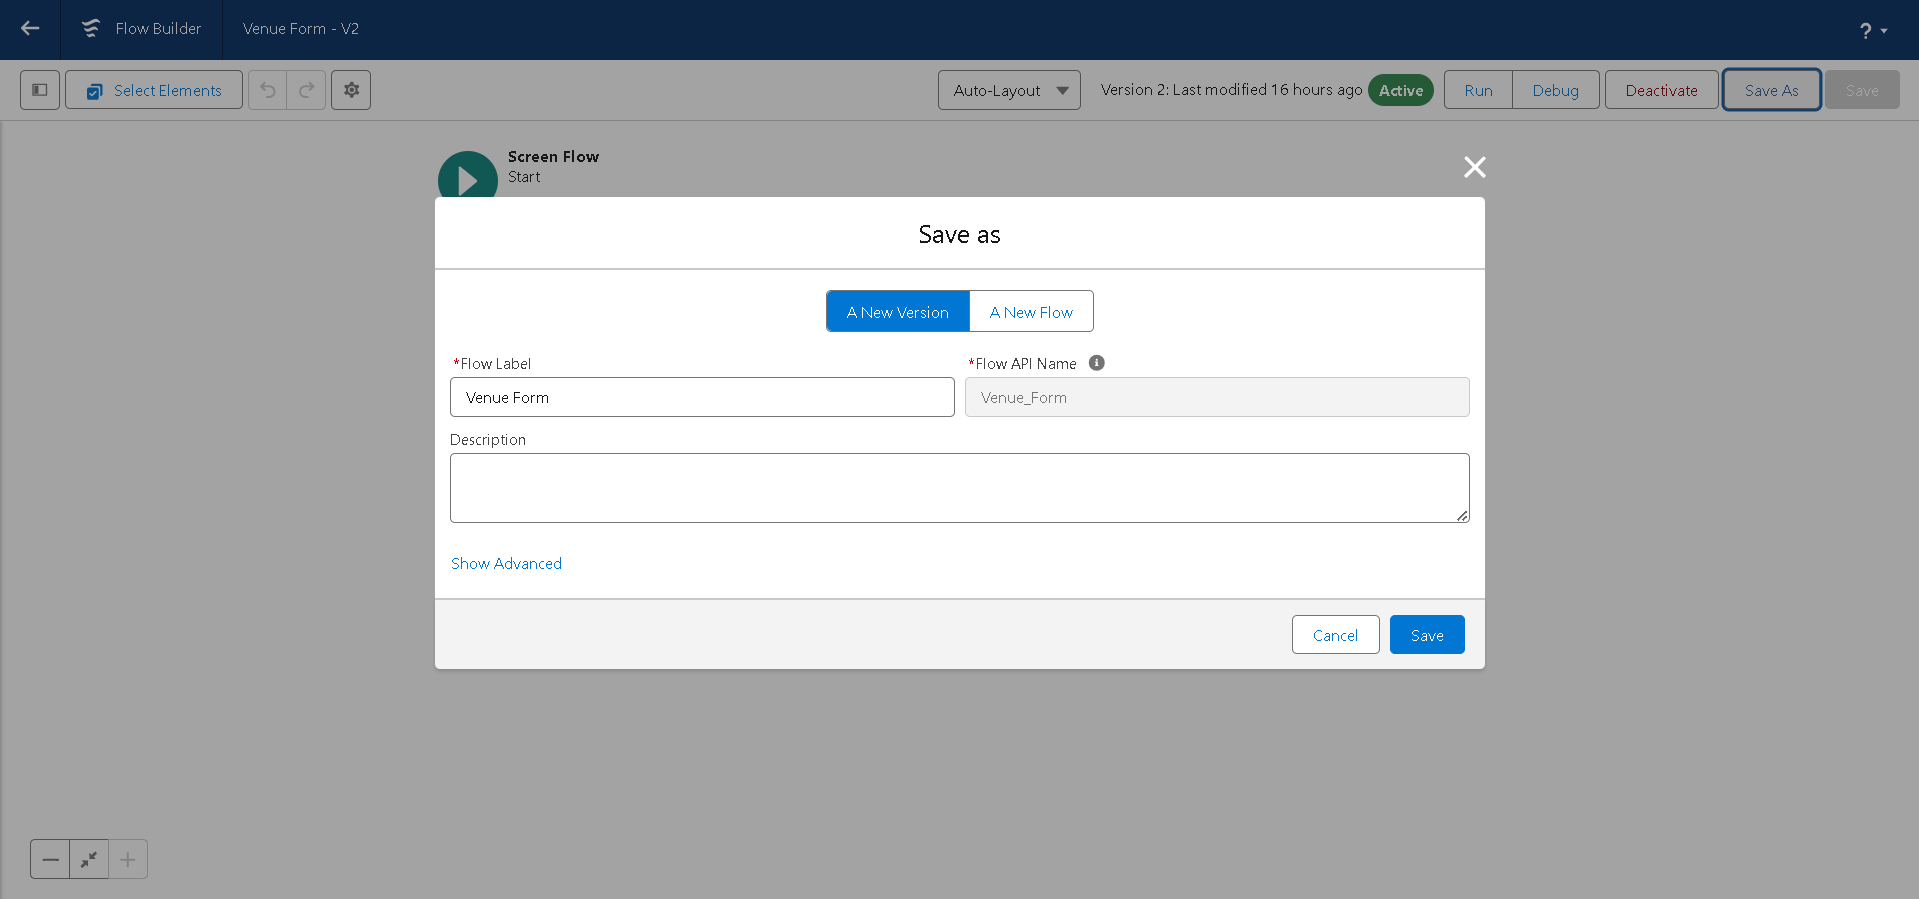 Flow Builder
Venue Form - V2
?
Select Elements
Auto-Layout
Version 2: Last modified 16 hours ago
Active
Run
Debug
Deactivate
Save As
Save
Screen Flow
Start
Save as
A New Version
A New Flow
*Flow Label
*Flow API Name
Venue Form
Venue_Form
Description
Show Advanced
Cancel
Save